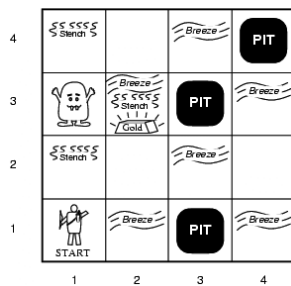 4 Stench Breeze PIT
Breeze
3 Stench PIT Breeze
Gold
2 Stench Breeze
1 START Breeze PIT Breeze
1 2 3 4